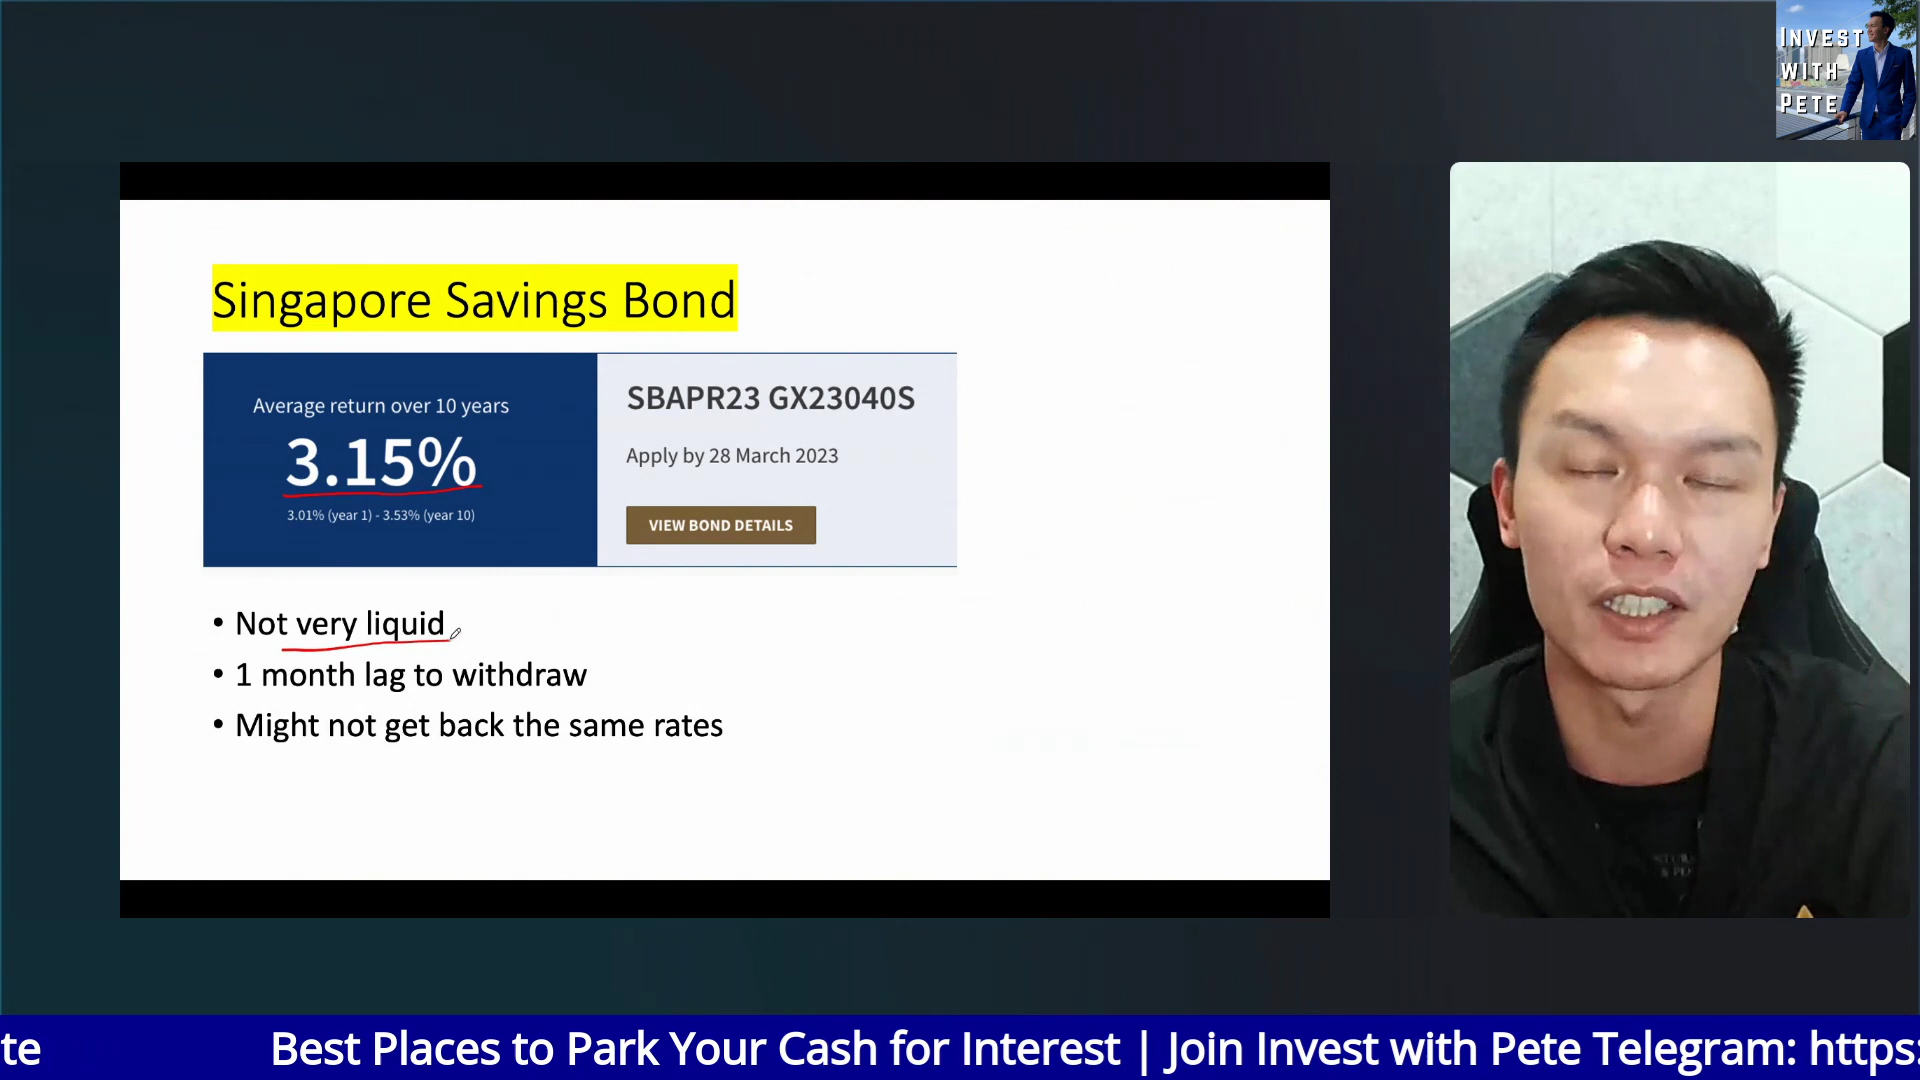 INVEST
WITH
PETE
Singapore Savings Bond
Average return over 10 years
3.15%
3.01% (year 1) - 3.53% (year 10)
SBAPR23 GX23040S
Apply by 28 March 2023
VIEW BOND DETAILS
• Not very liquid
• 1 month lag to withdraw
• Might not get back the same rates
te
Best Places to Park Your Cash for Interest | Join Invest with Pete Telegram: https: